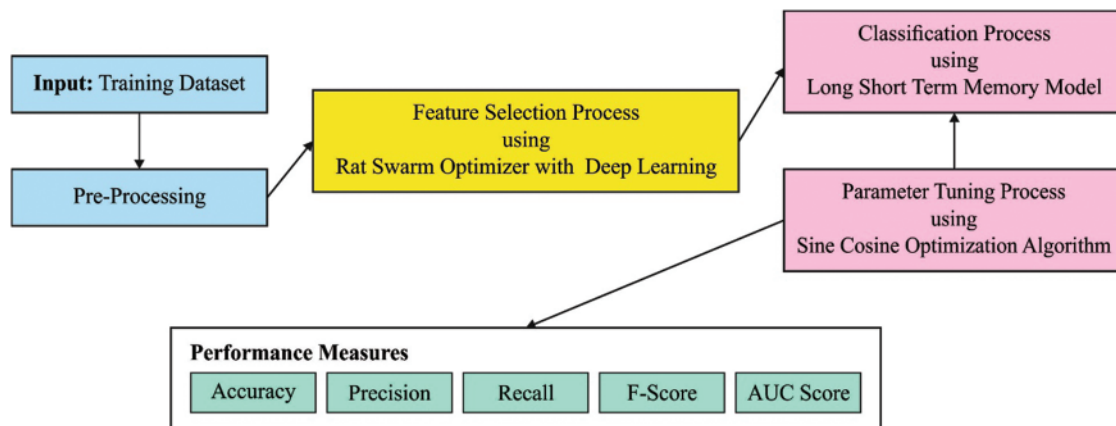 Input: Training Dataset
Pre-Processing
Feature Selection Process
using
Rat Swarm Optimizer with Deep Learning
Classification Process
using
Long Short Term Memory Model
Parameter Tuning Process
using
Sine Cosine Optimization Algorithm
Performance Measures
Accuracy
Precision
Recall
F-Score
AUC Score